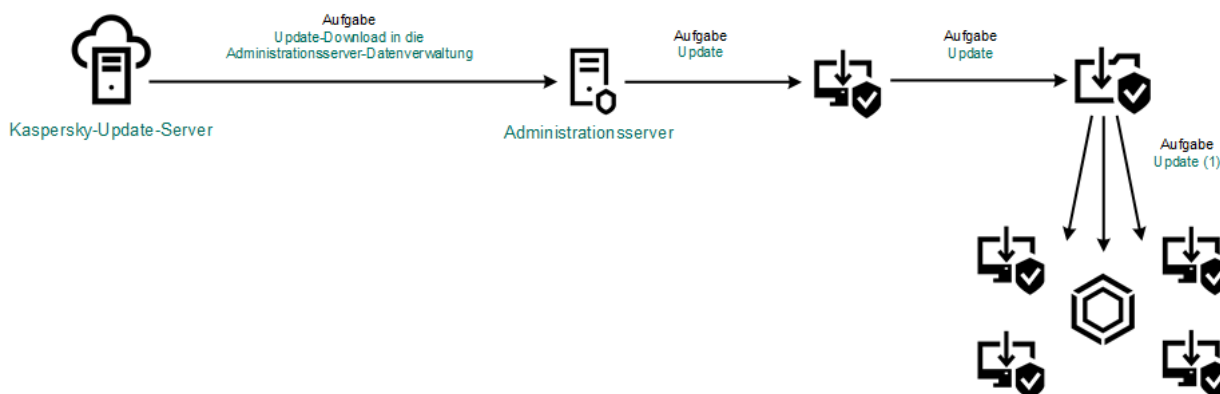 Aufgabe
Update-Download in die
Administrationsserver-Datenverwaltung
Aufgabe
Update
Aufgabe
Update
Kaspersky-Update-Server
Administrationsserver
Aufgabe
Update (1)